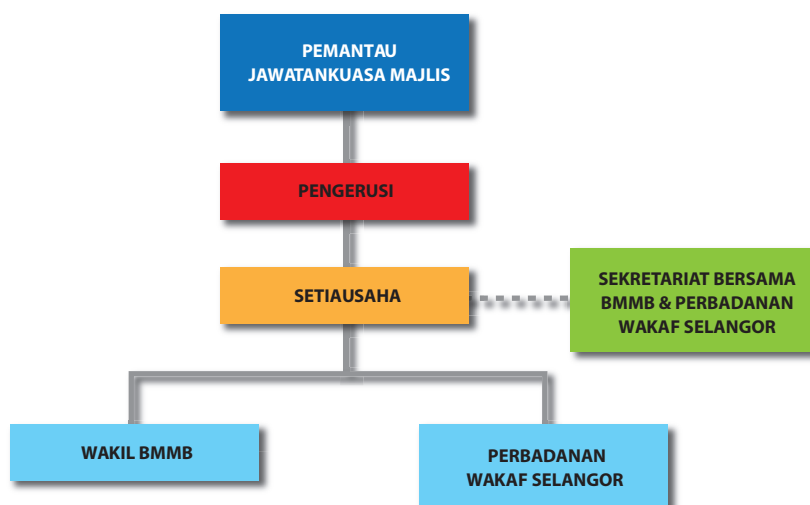 PEMANTAU
JAWATANKUASA MAJLIS
PENGERUSI
SETIAUSAHA
SEKRETARIAT BERSAMA
BMMB & PERBADANAN
WAKAF SELANGOR
WAKIL BMMB
PERBADANAN
WAKAF SELANGOR